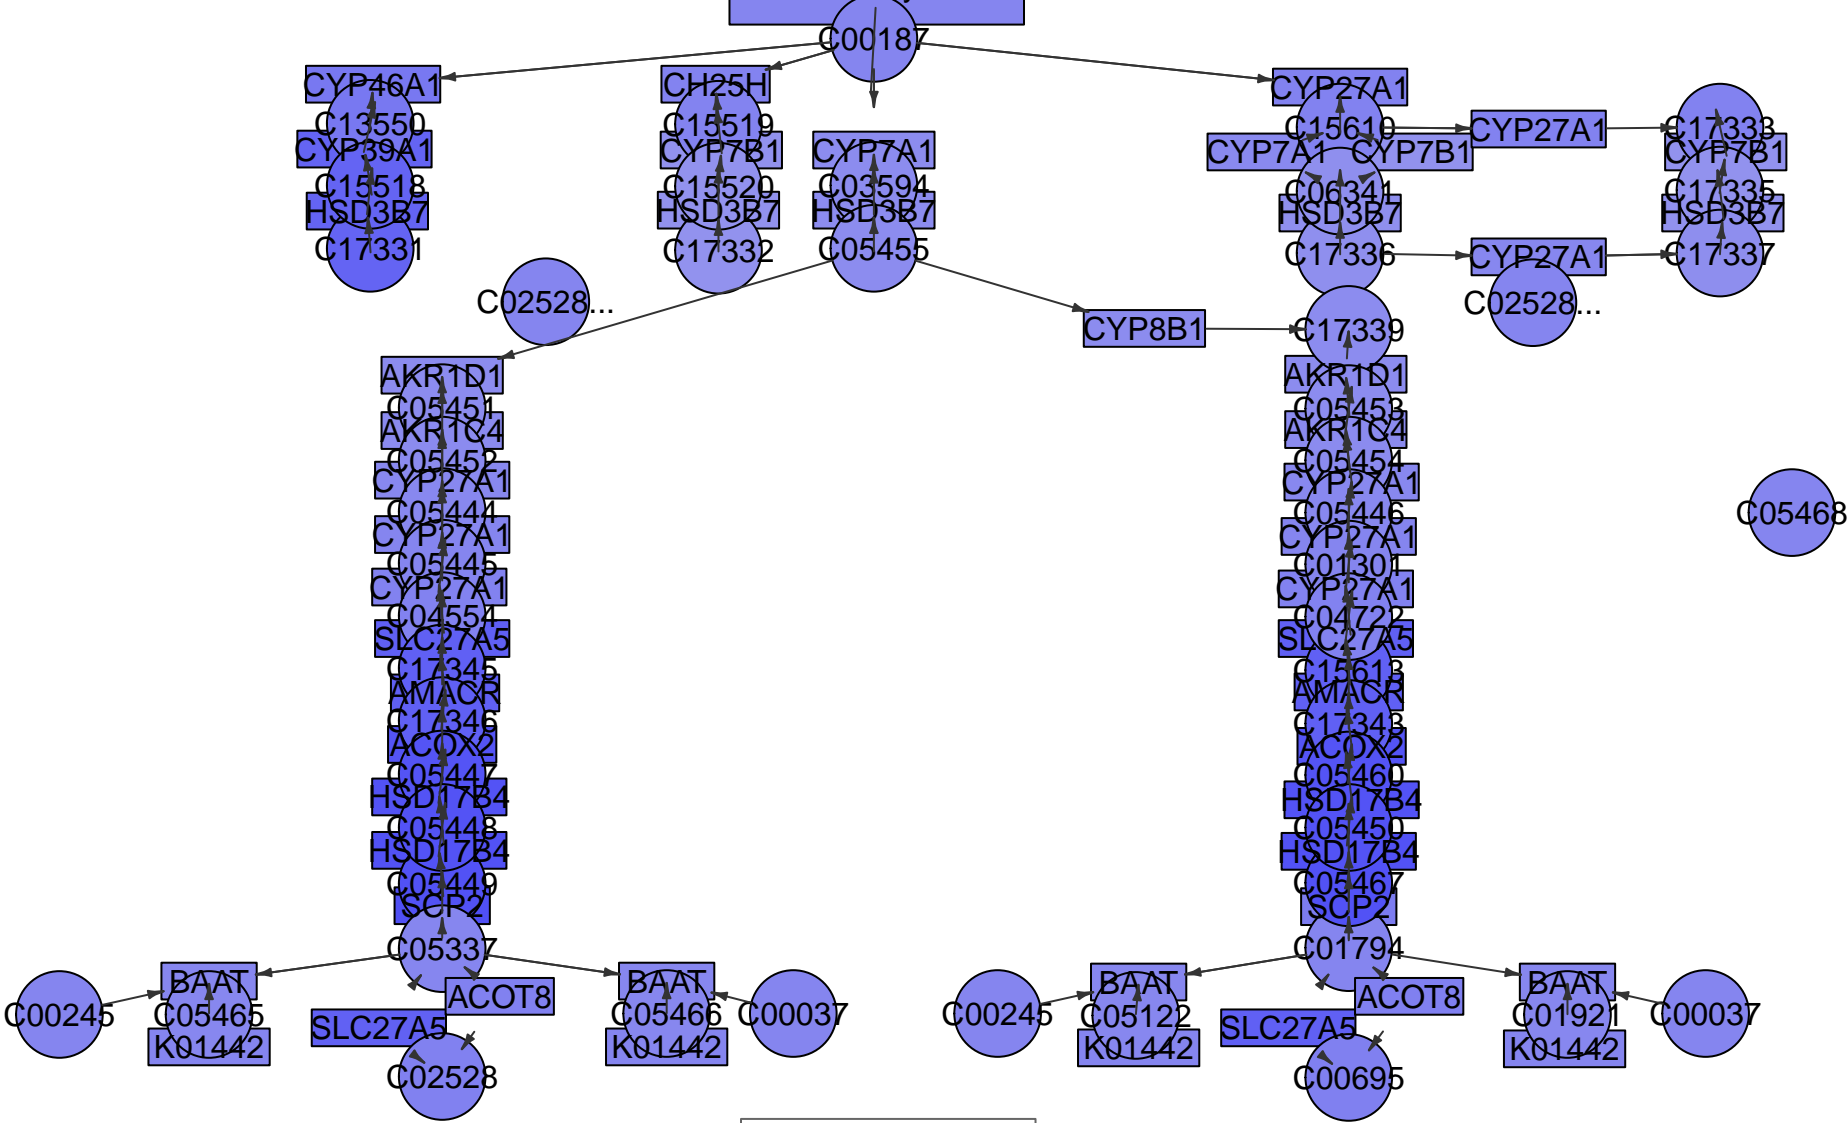 C00187
CYP46A1
CH25H
CYP27A1
C13550
C15519
C15610
CYP27A1
C17333
CYP39A1
CYP7B1
CYP7A1
CYP7A1
CYP7B1
CYP7B1
C15518
C15520
C03594
C06341
C17335
HSD3B7
HSD3B7
HSD3B7
HSD3B7
HSD3B7
C17331
C17332
C05455
C17336
CYP27A1
C17337
C02528...
C02528...
CYP8B1
C17339
AKR1D1
AKR1D1
C05451
C05453
AKR1C4
AKR1C4
C05452
C05454
CYP27A1
CYP27A1
C05444
C05446
C05468
CYP27A1
CYP27A1
C05445
C01301
CYP27A1
CYP27A1
C04554
C04722
SLC27A5
SLC27A5
C17345
C15613
AMACR
AMACR
C17346
C17343
ACOX2
ACOX2
C05447
C05460
HSD17B4
HSD17B4
C05448
C05450
HSD17B4
HSD17B4
C05449
C05467
SCP2
SCP2
C05337
C01794
BAAT
BAAT
BAAT
BAAT
ACOT8
ACOT8
C00245
C05465
C05466
C00037
C00245
C05122
C01921
C00037
SLC27A5
SLC27A5
K01442
K01442
K01442
K01442
C02528
C00695